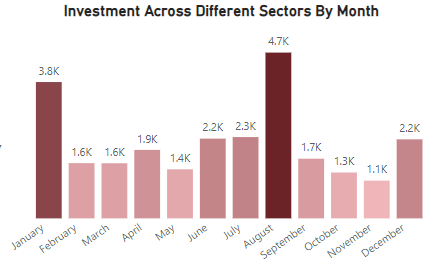 Investment Across Different Sectors By Month
3.8K
1.6K
1.6K
1.9K
1.4K
2.2K
2.3K
4.7K
1.7K
1.3K
1.1K
2.2K
January
February
March
April
May
June
July
August
September
October
November
December